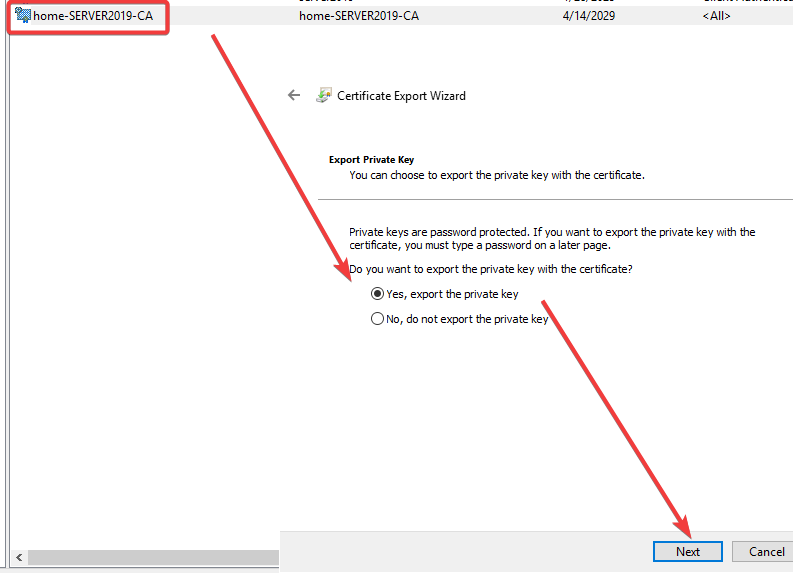 home-SERVER2019-CA home-SERVER2019-CA 4/14/2029 <All>
Certificate Export Wizard
Export Private Key
You can choose to export the private key with the certificate.
Private keys are password protected. If you want to export the private key with the
certificate, you must type a password on a later page.
Do you want to export the private key with the certificate?
Yes, export the private key
No, do not export the private key
Next Cancel